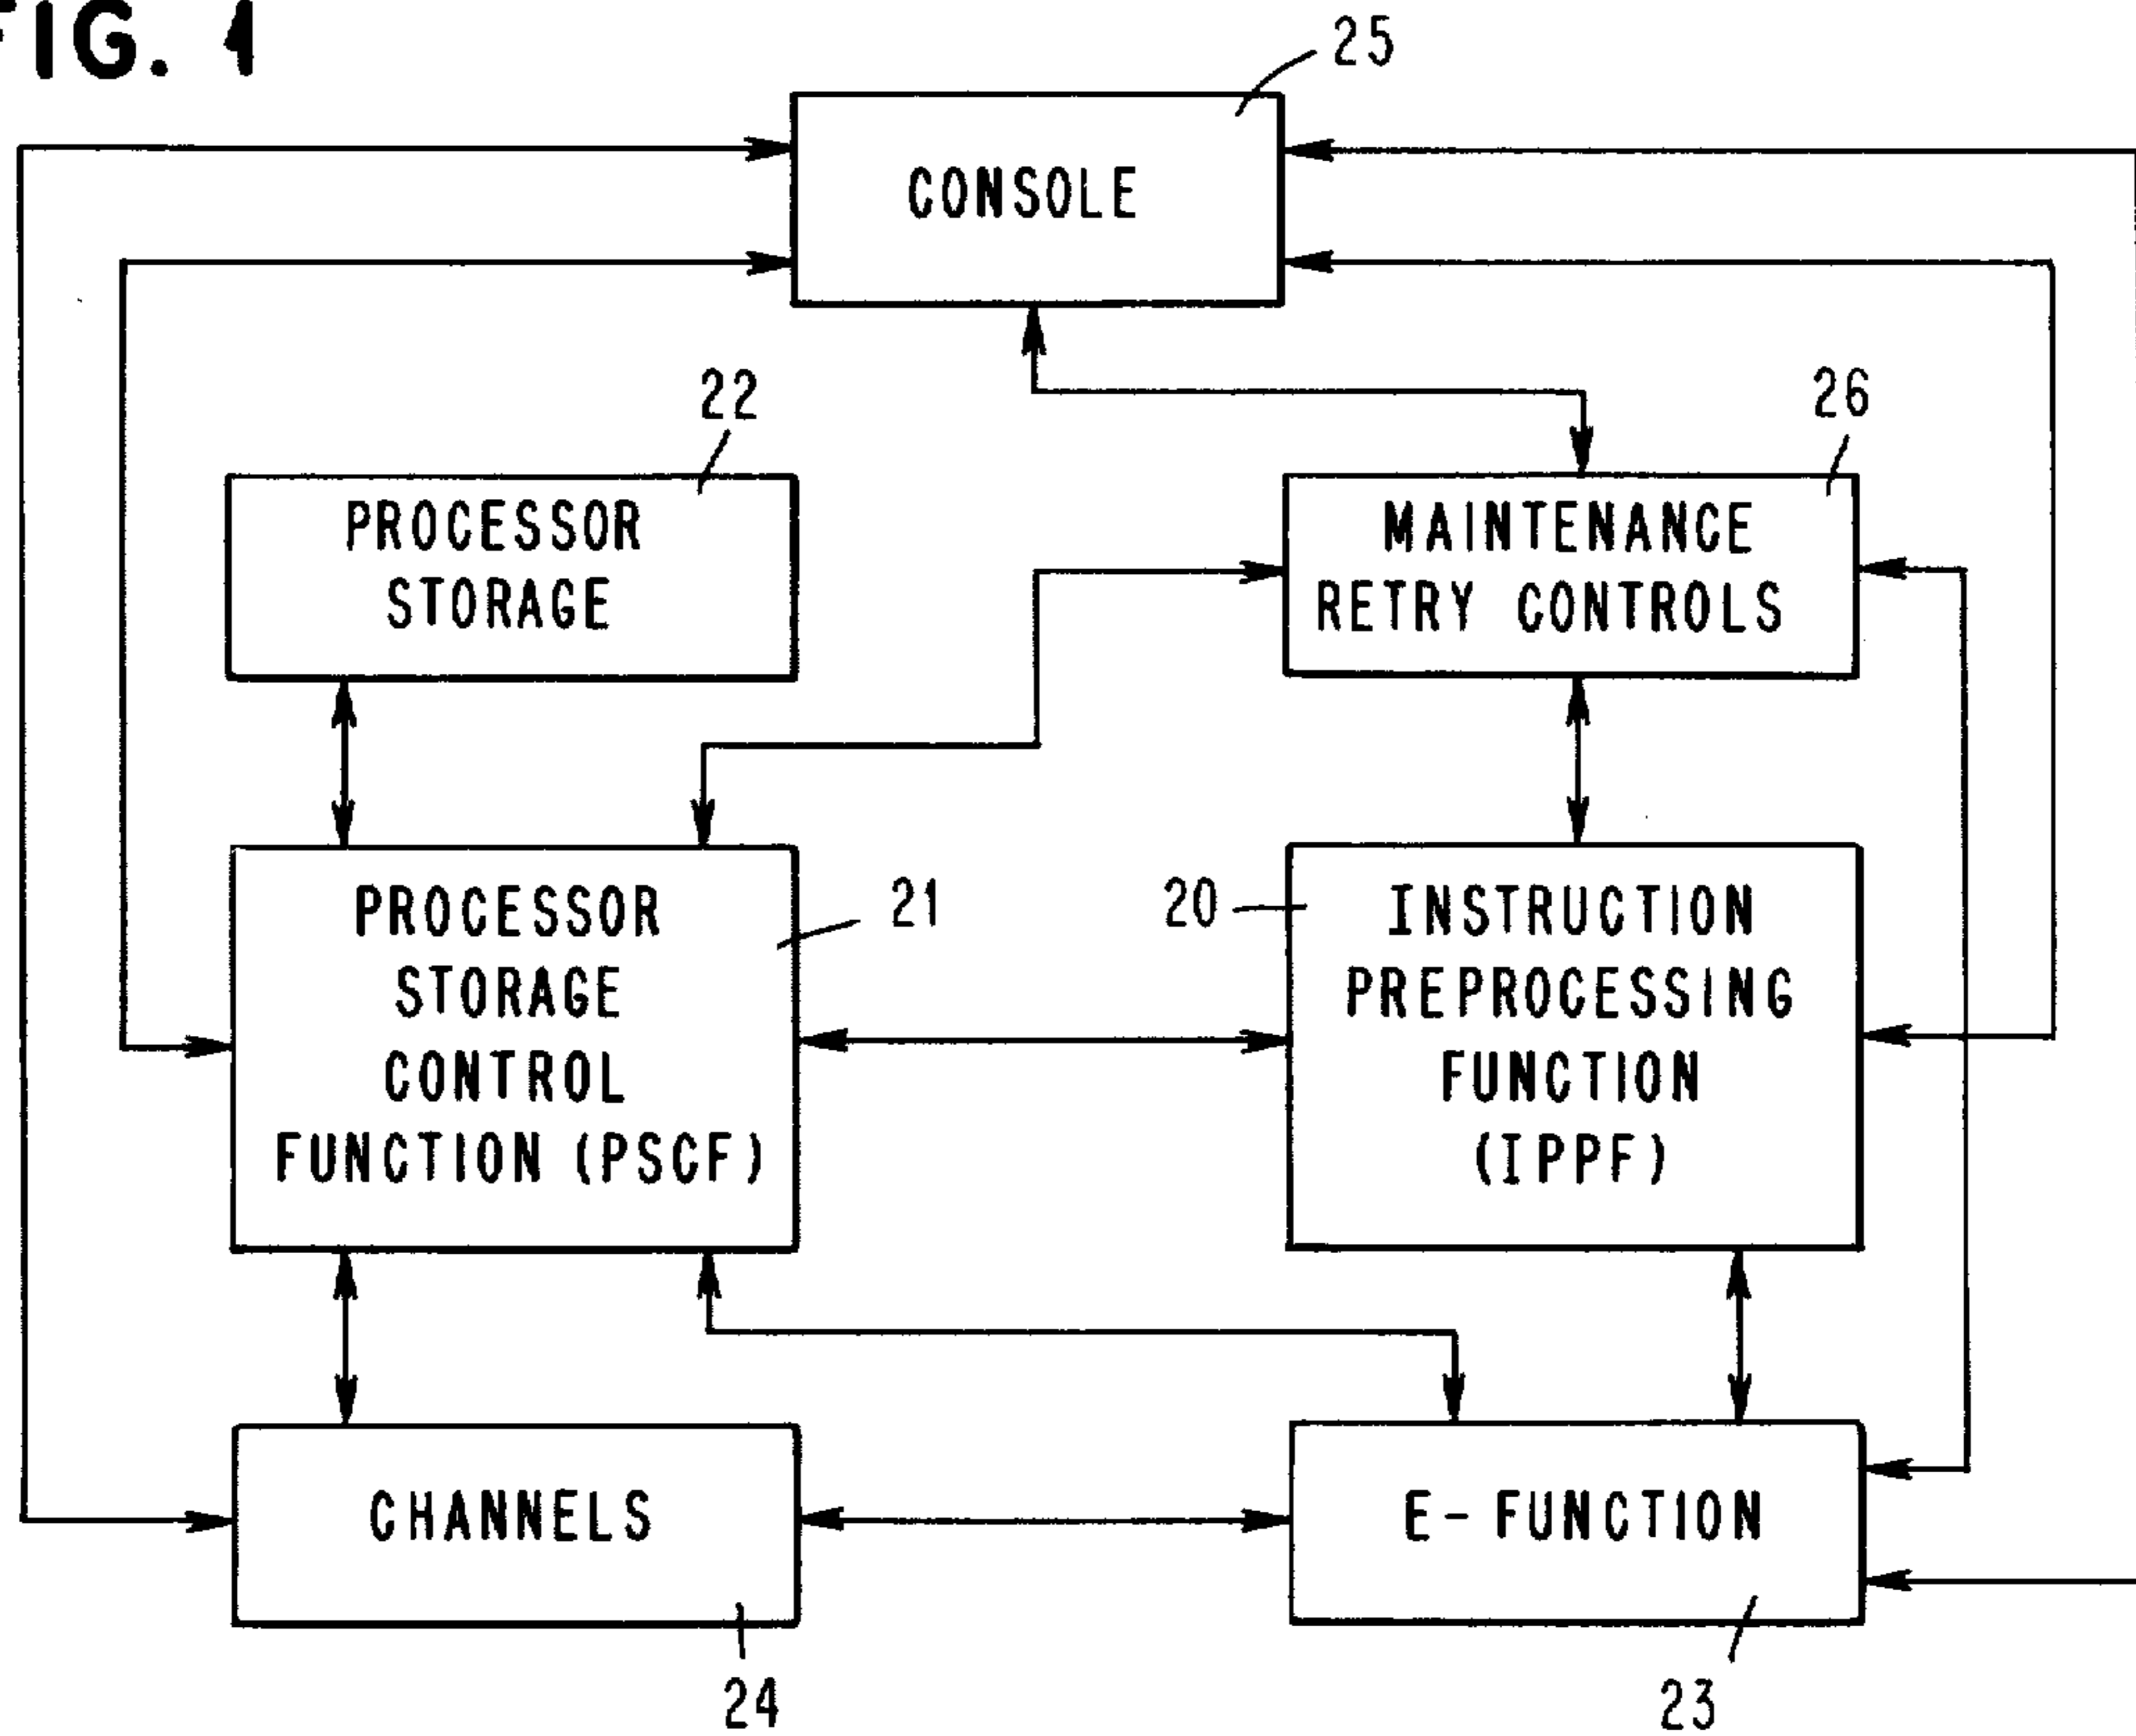 FIG. 1
25
CONSOLE
22
26
PROCESSOR
STORAGE
MAINTENANCE
RETRY CONTROLS
21
20
PROCESSOR
STORAGE
CONTROL
FUNCTION (PSCF)
INSTRUCTION
PREPROCESSING
FUNCTION
(IPPF)
CHANNELS
E-FUNCTION
24
23